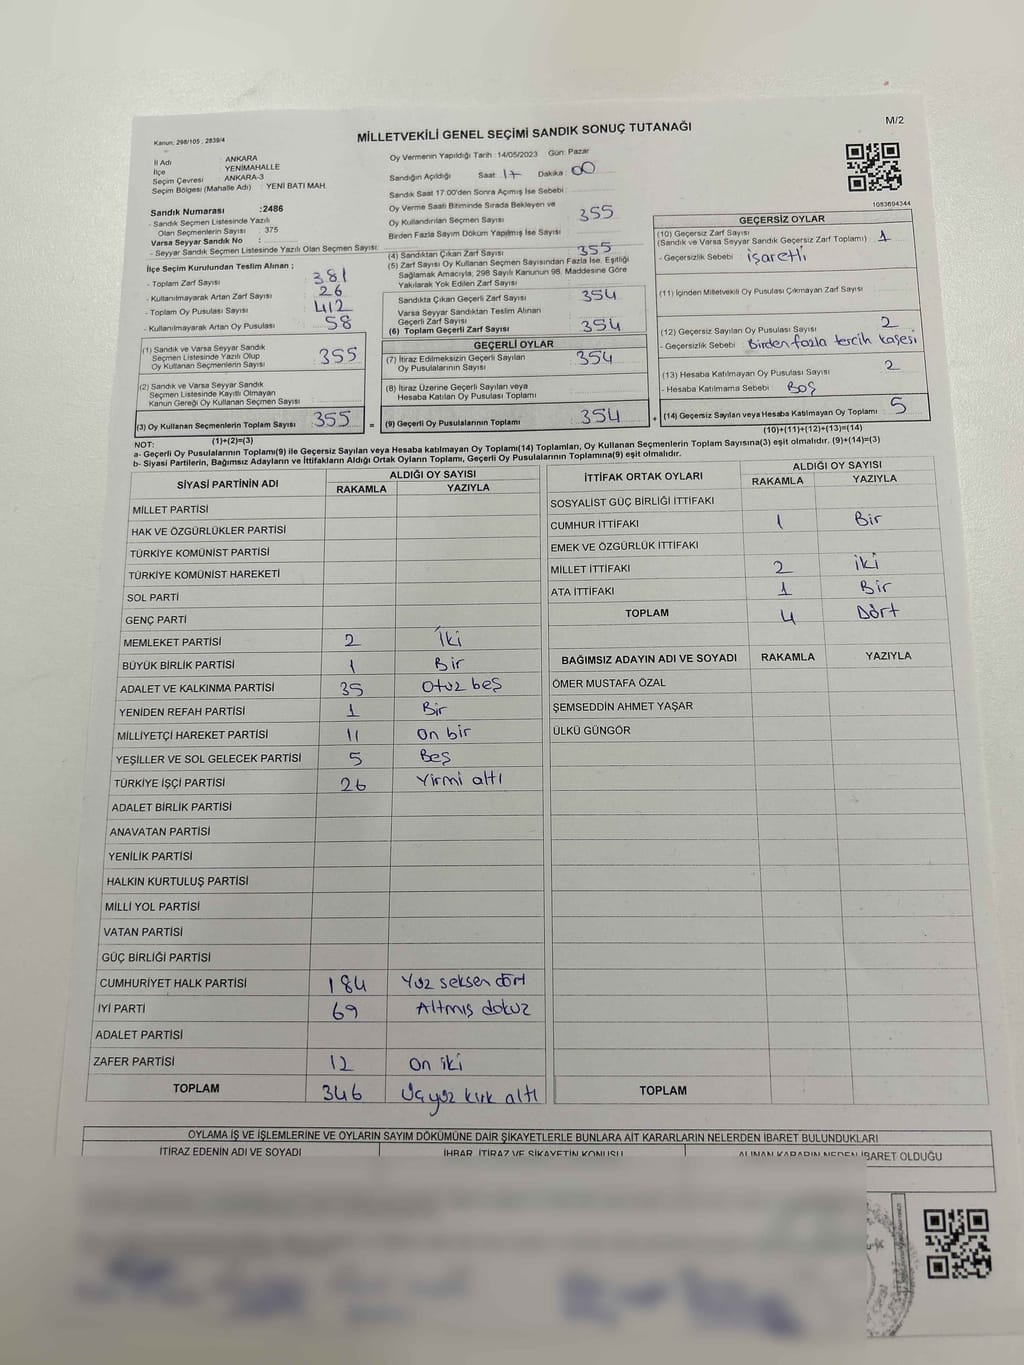 Kanun: 298/105 : 2839/4
MİLLETVEKİLİ GENEL SEÇİMİ SANDIK SONUÇ TUTANAĞI
M/2
İl Adı : ANKARA
İlçe : YENİMAHALLE
Seçim Çevresi : ANKARA-3
Seçim Bölgesi (Mahalle Adı) : YENİ BATI MAH.
Sandık Numarası :2486
- Sandık Seçmen Listesinde Yazılı
Olan Seçmenlerin Sayısı : 375
Varsa Seyyar Sandık No :
- Seyyar Sandık Seçmen Listesinde Yazılı Olan Seçmen Sayısı:
İlçe Seçim Kurulundan Teslim Alınan ;
- Toplam Zarf Sayısı : 381
- Kullanılmayarak Artan Zarf Sayısı : 26
- Toplam Oy Pusulası Sayısı : 412
- Kullanılmayarak Artan Oy Pusulası : 58
(1) Sandık ve Varsa Seyyar Sandık
Seçmen Listesinde Yazılı Olup
Oy Kullanan Seçmenlerin Sayısı : 355
(2) Sandık ve Varsa Seyyar Sandık
Seçmen Listesinde Kayıtlı Olmayan
Kanun Gereği Oy Kullanan Seçmen Sayısı :
(3) Oy Kullanan Seçmenlerin Toplam Sayısı : 355 =
(1)+(2)=(3)
Oy Vermenin Yapıldığı Tarih : 14/05/2023 Gün: Pazar
Sandığın Açıldığı Saat : 17 Dakika : 00
Sandık Saat 17:00'den Sonra Açımış İse Sebebi :
Oy Verme Saati Bitiminde Sırada Bekleyen ve
Oy Kullandırılan Seçmen Sayısı : 355
Birden Fazla Sayım Döküm Yapılmış İse Sayısı :
(4) Sandıktan Çıkan Zarf Sayısı : 355
(5) Zarf Sayısı Oy Kullanan Seçmen Sayısından Fazla İse, Eşitliği
Sağlamak Amacıyla, 298 Sayılı Kanunun 98. Maddesine Göre
Yakılarak Yok Edilen Zarf Sayısı :
Sandıkta Çıkan Geçerli Zarf Sayısı : 354
Varsa Seyyar Sandıktan Teslim Alınan
Geçerli Zarf Sayısı :
(6) Toplam Geçerli Zarf Sayısı : 354
GEÇERLİ OYLAR
(7) İtiraz Edilmeksizin Geçerli Sayılan
Oy Pusulalarının Sayısı : 354
(8) İtiraz Üzerine Geçerli Sayılan veya
Hesaba Katılan Oy Pusulası Toplamı :
(9) Geçerli Oy Pusulalarının Toplamı : 354 +
1083694344
GEÇERSİZ OYLAR
(10) Geçersiz Zarf Sayısı
(Sandık ve Varsa Seyyar Sandık Geçersiz Zarf Toplamı) : 1
- Geçersizlik Sebebi : işaretli
(11) İçinden Milletvekili Oy Pusulası Çıkmayan Zarf Sayısı :
(12) Geçersiz Sayılan Oy Pusulası Sayısı : 2
- Geçersizlik Sebebi : Birden fazla tercih kaşesi
(13) Hesaba Katılmayan Oy Pusulası Sayısı : 2
- Hesaba Katılmama Sebebi : Boş
(14) Geçersiz Sayılan veya Hesaba Katılmayan Oy Toplamı : 5
(10)+(11)+(12)+(13)=(14)
NOT:
a- Geçerli Oy Pusulalarının Toplamı(9) ile Geçersiz Sayılan veya Hesaba katılmayan Oy Toplamı(14) Toplamları, Oy Kullanan Seçmenlerin Toplam Sayısına(3) eşit olmalıdır. (9)+(14)=(3)
b- Siyasi Partilerin, Bağımsız Adayların ve İttifakların Aldığı Ortak Oyların Toplamı, Geçerli Oy Pusulalarının Toplamına(9) eşit olmalıdır.
SİYASİ PARTİNİN ADI
ALDIĞI OY SAYISI
RAKAMLA YAZIYLA
MİLLET PARTİSİ
HAK VE ÖZGÜRLÜKLER PARTİSİ
TÜRKİYE KOMÜNİST PARTİSİ
TÜRKİYE KOMÜNİST HAREKETİ
SOL PARTİ
GENÇ PARTİ
MEMLEKET PARTİSİ 2 İki
BÜYÜK BİRLİK PARTİSİ 1 Bir
ADALET VE KALKINMA PARTİSİ 35 Otuz beş
YENİDEN REFAH PARTİSİ 1 Bir
MİLLİYETÇİ HAREKET PARTİSİ 11 on bir
YEŞİLLER VE SOL GELECEK PARTİSİ 5 Beş
TÜRKİYE İŞÇİ PARTİSİ 26 Yirmi altı
ADALET BİRLİK PARTİSİ
ANAVATAN PARTİSİ
YENİLİK PARTİSİ
HALKIN KURTULUŞ PARTİSİ
MİLLİ YOL PARTİSİ
VATAN PARTİSİ
GÜÇ BİRLİĞİ PARTİSİ
CUMHURİYET HALK PARTİSİ 184 Yüz seksen dört
İYİ PARTİ 69 Altmış dokuz
ADALET PARTİSİ
ZAFER PARTİSİ 12 on iki
TOPLAM 346 Üçyüz kırk altı
İTTİFAK ORTAK OYLARI
ALDIĞI OY SAYISI
RAKAMLA YAZIYLA
SOSYALİST GÜÇ BİRLİĞİ İTTİFAKI
CUMHUR İTTİFAKI 1 Bir
EMEK VE ÖZGÜRLÜK İTTİFAKI
MİLLET İTTİFAKI 2 iki
ATA İTTİFAKI 1 Bir
TOPLAM 4 Dört
BAĞIMSIZ ADAYIN ADI VE SOYADI RAKAMLA YAZIYLA
ÖMER MUSTAFA ÖZAL
ŞEMSEDDİN AHMET YAŞAR
ÜLKÜ GÜNGÖR
TOPLAM
OYLAMA İŞ VE İŞLEMLERİNE VE OYLARIN SAYIM DÖKÜMÜNE DAİR ŞİKAYETLERLE BUNLARA AİT KARARLARIN NELERDEN İBARET BULUNDUKLARI
İTİRAZ EDENİN ADI VE SOYADI
İHBAR, İTİRAZ VE ŞİKAYETİN KONUSU
ALINAN KARARIN NEDEN İBARET OLDUĞU